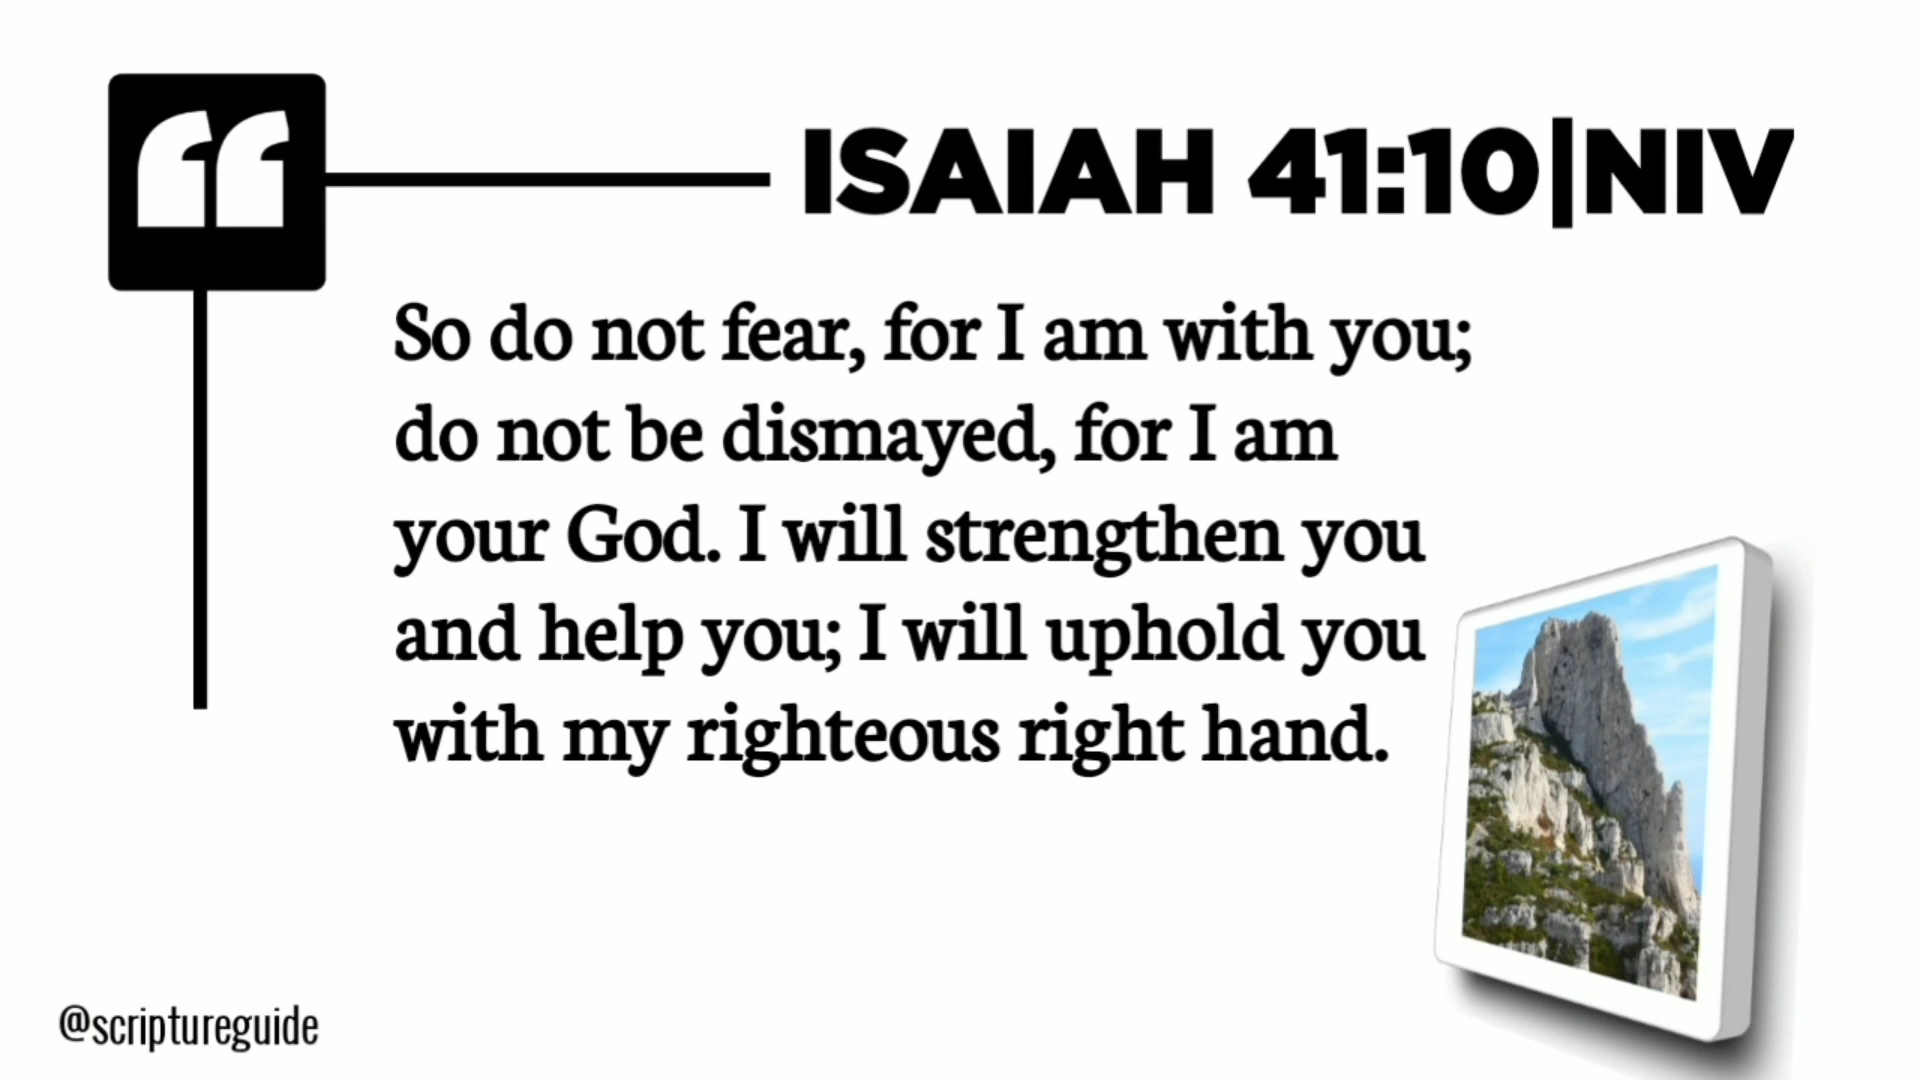 ISAIAH 41:10|NIV
So do not fear, for I am with you;
do not be dismayed, for I am
your God. I will strengthen you
and help you; I will uphold you
with my righteous right hand.
@scriptureguide